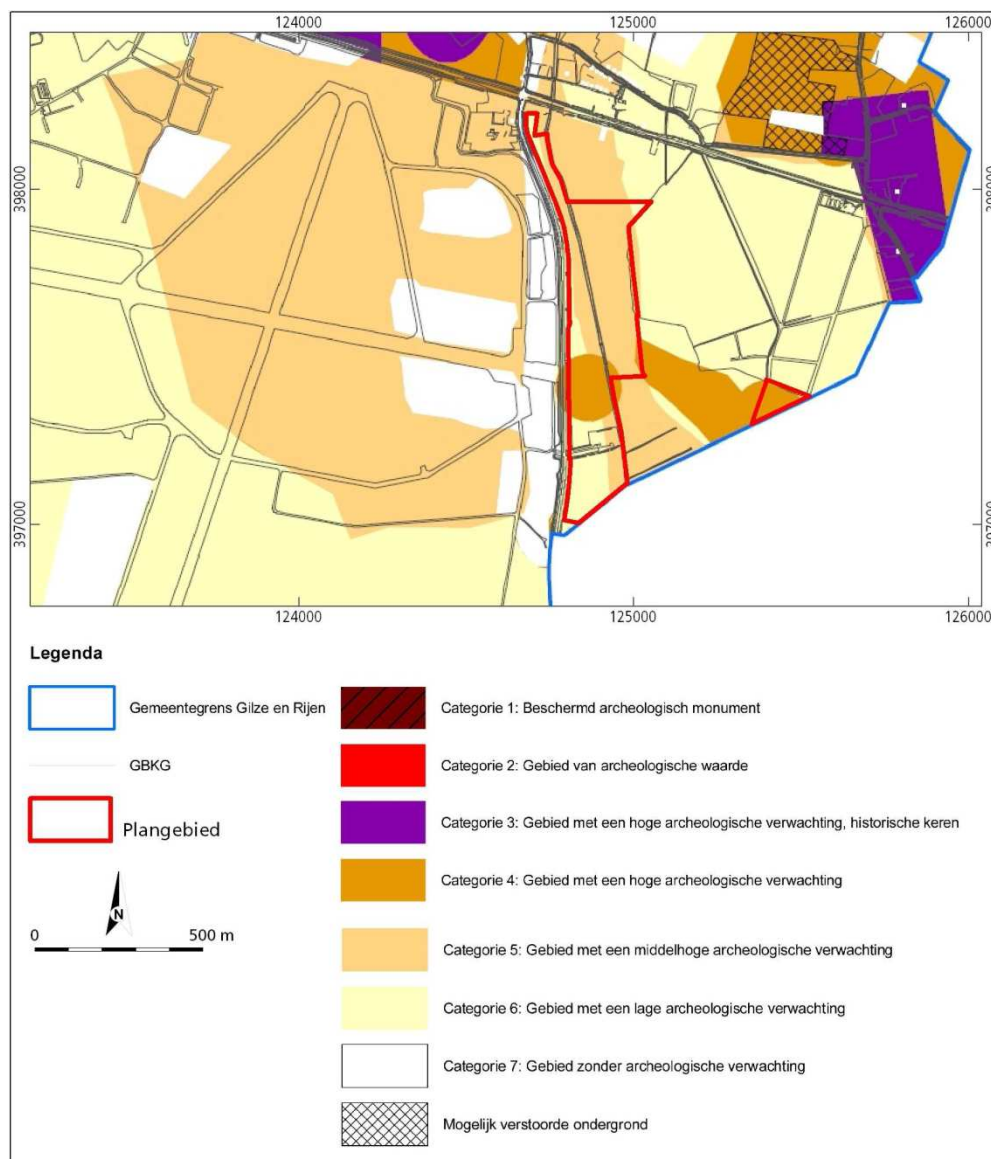 124000
125000
126000
398000
398000
397000
397000
124000
125000
126000
Legenda
Gemeentegrens Gilze en Rijen
GBKG
Plangebied
N
0
500 m
Categorie 1: Beschermd archeologisch monument
Categorie 2: Gebied van archeologische waarde
Categorie 3: Gebied met een hoge archeologische verwachting, historische keren
Categorie 4: Gebied met een hoge archeologische verwachting
Categorie 5: Gebied met een middelhoge archeologische verwachting
Categorie 6: Gebied met een lage archeologische verwachting
Categorie 7: Gebied zonder archeologische verwachting
Mogelijk verstoorde ondergrond